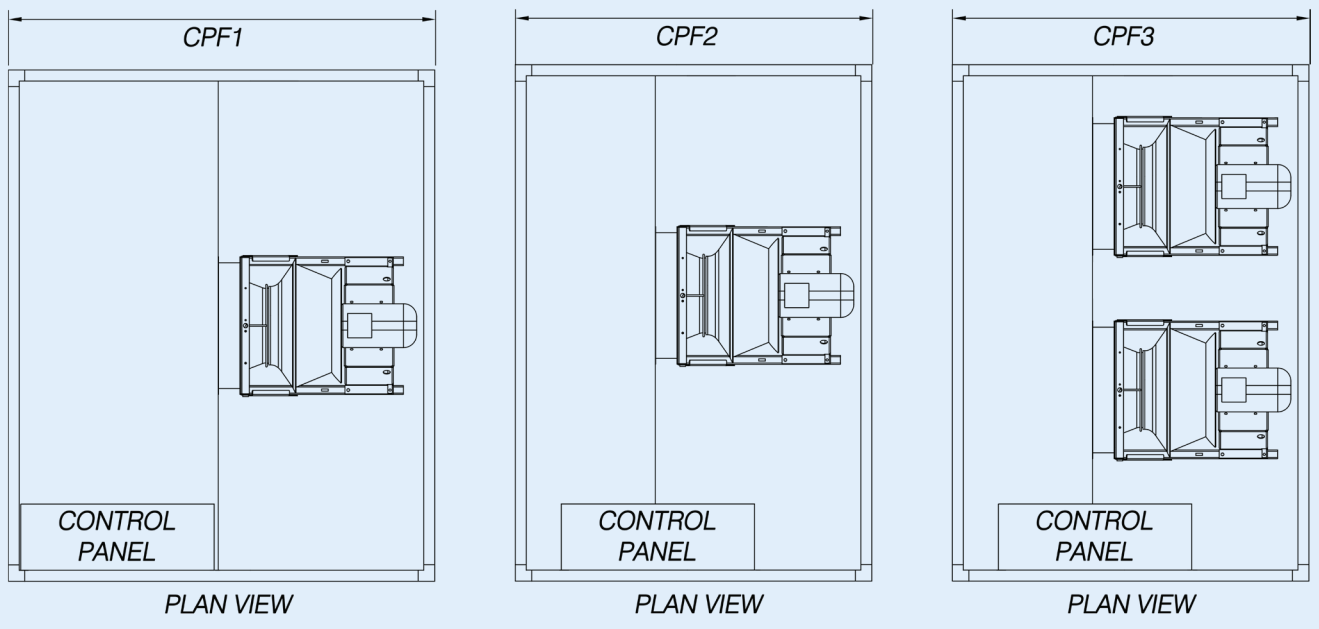 CPF1
CPF2
CPF3
CONTROL
PANEL
CONTROL
PANEL
CONTROL
PANEL
PLAN VIEW
PLAN VIEW
PLAN VIEW